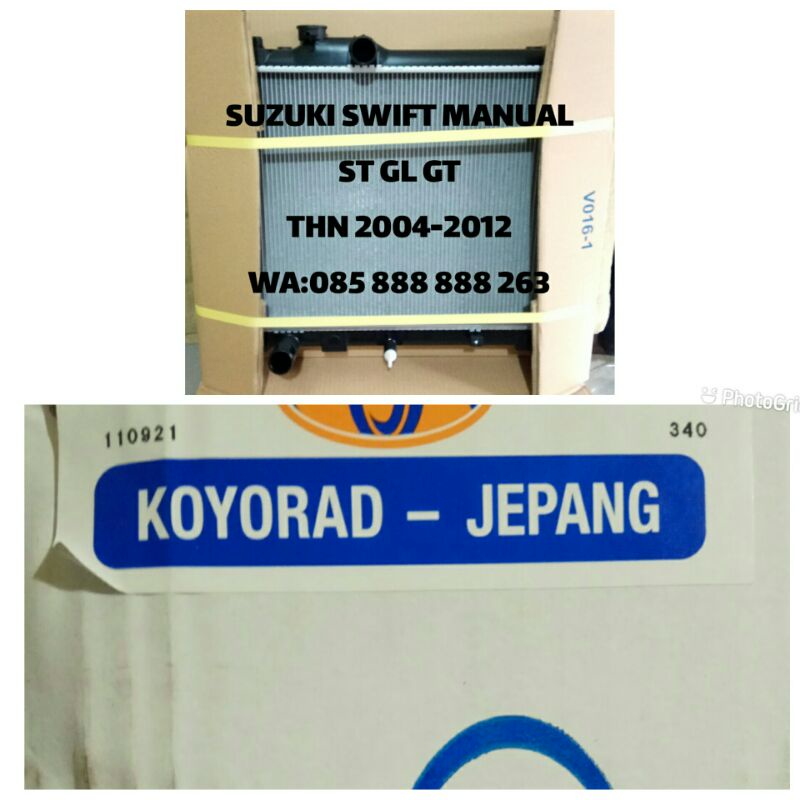 SUZUKI SWIFT MANUAL
ST GL GT
THN 2004-2012
WA:085 888 888 263
V016-1
PhotoGri
110921
340
KOYORAD - JEPANG